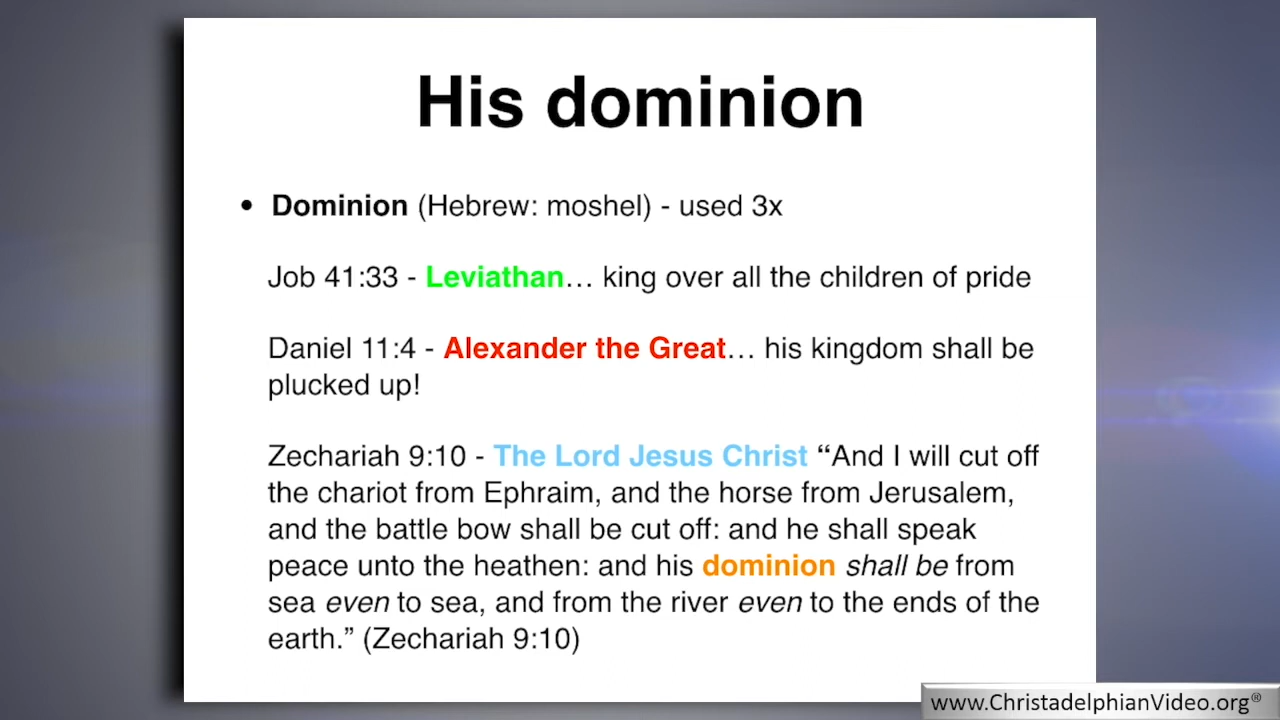 His dominion
• Dominion (Hebrew: moshel) - used 3x
Job 41:33 - Leviathan… king over all the children of pride
Daniel 11:4 - Alexander the Great… his kingdom shall be
plucked up!
Zechariah 9:10 - The Lord Jesus Christ “And I will cut off
the chariot from Ephraim, and the horse from Jerusalem,
and the battle bow shall be cut off: and he shall speak
peace unto the heathen: and his dominion shall be from
sea even to sea, and from the river even to the ends of the
earth.” (Zechariah 9:10)
www.ChristadelphianVideo.org®